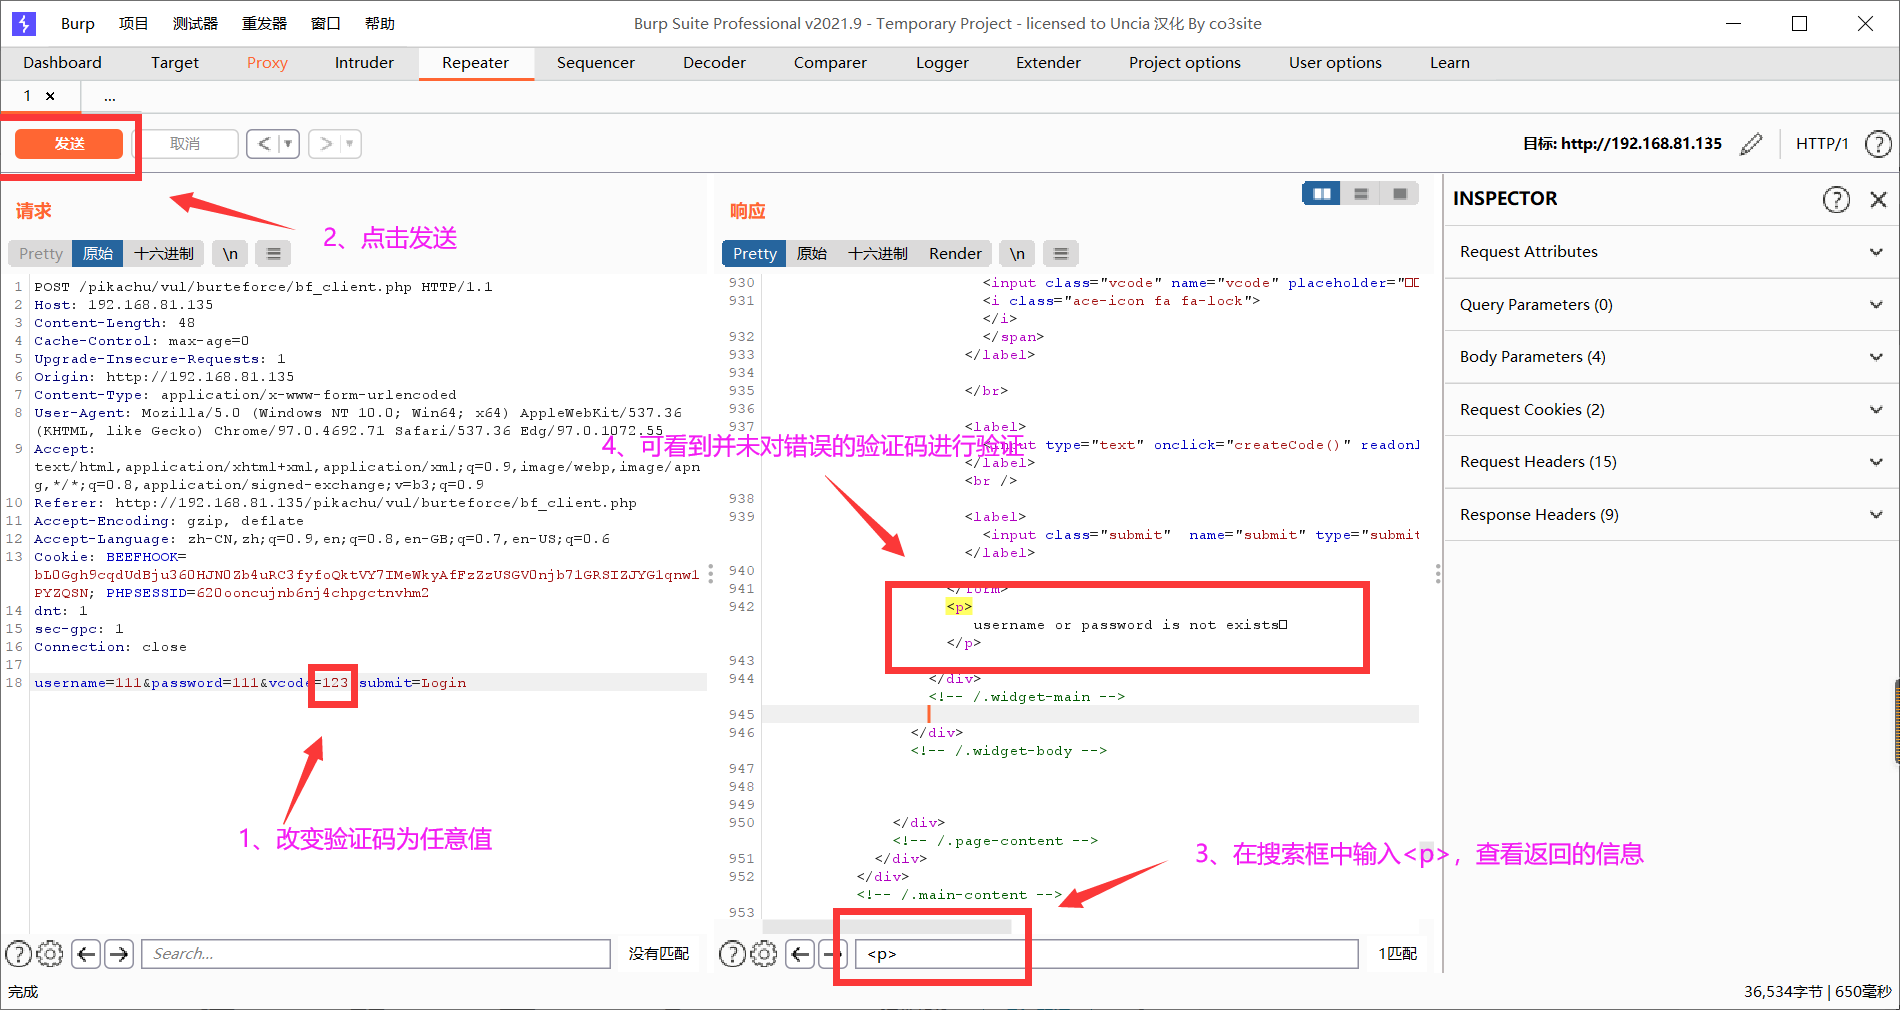 Burp 项目 测试器 重发器 窗口 帮助 Burp Suite Professional v2021.9 - Temporary Project - licensed to Uncia 汉化 By co3site
Dashboard Target Proxy Intruder Repeater Sequencer Decoder Comparer Logger Extender Project options User options Learn
1 × ...
发送 取消 < > 目标: http://192.168.81.135 HTTP/1 ?
请求
2、点击发送
Pretty 原始 十六进制 \n
1 POST /pikachu/vul/burteforce/bf_client.php HTTP/1.1
2 Host: 192.168.81.135
3 Content-Length: 48
4 Cache-Control: max-age=0
5 Upgrade-Insecure-Requests: 1
6 Origin: http://192.168.81.135
7 Content-Type: application/x-www-form-urlencoded
8 User-Agent: Mozilla/5.0 (Windows NT 10.0; Win64; x64) AppleWebKit/537.36
(KHTML, like Gecko) Chrome/97.0.4692.71 Safari/537.36 Edg/97.0.1072.55
9 Accept:
text/html,application/xhtml+xml,application/xml;q=0.9,image/webp,image/apn
g,*/*;q=0.8,application/signed-exchange;v=b3;q=0.9
10 Referer: http://192.168.81.135/pikachu/vul/burteforce/bf_client.php
11 Accept-Encoding: gzip, deflate
12 Accept-Language: zh-CN,zh;q=0.9,en;q=0.8,en-GB;q=0.7,en-US;q=0.6
13 Cookie: BEEFHOOK=
bL0Ggh9cqdUdBju360HJN0Zb4uRC3fyfoQktVY7IMeWkyAfFzZzUSGV0njb71GRSIZJYG1qnw1
PYZQSN; PHPSESSID=620ooncujnb6nj4chpgctnvhm2
14 dnt: 1
15 sec-gpc: 1
16 Connection: close
17
18 username=111&password=111&vcode=123 submit=Login
1、改变验证码为任意值
? Search... 没有匹配
响应
Pretty 原始 十六进制 Render \n
930 <input class="vcode" name="vcode" placeholder="
931 <i class="ace-icon fa fa-lock">
</i>
932 </span>
933 </label>
934
935 </br>
936
<label>
4、可看到并未对错误的验证码进行验证
type="text" onclick="createCode()" readonl
</label>
<br />
938
939 <label>
<input class="submit" name="submit" type="submit
</label>
940
941 </form>
942 <p>
username or password is not exists
</p>
943
944 </div>
<!-- /.widget-main -->
945
946 </div>
<!-- /.widget-body -->
947
948
949
950 </div>
<!-- /.page-content -->
951 </div>
952 </div>
<!-- /.main-content -->
953
3、在搜索框中输入<p>，查看返回的信息
? <p> 1匹配
INSPECTOR ?
Request Attributes
Query Parameters (0)
Body Parameters (4)
Request Cookies (2)
Request Headers (15)
Response Headers (9)
完成 36,534字节 | 650毫秒